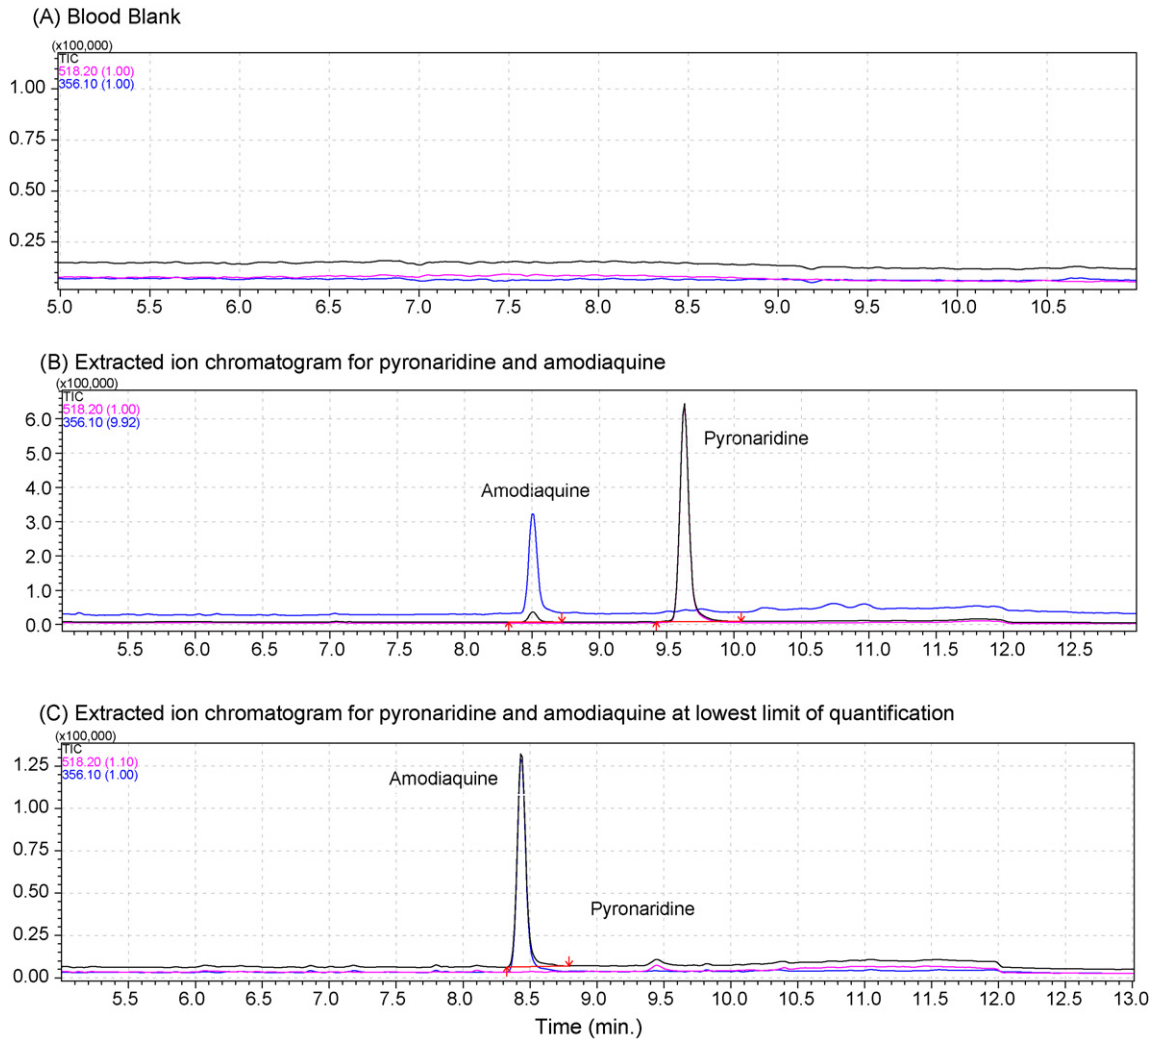 (A) Blood Blank
(x100,000)
TIC
518.20 (1.00)
356.10 (1.00)
1.00
0.75
0.50
0.25
5.0 5.5 6.0 6.5 7.0 7.5 8.0 8.5 9.0 9.5 10.0 10.5
(B) Extracted ion chromatogram for pyronaridine and amodiaquine
(x100,000)
TIC
518.20 (1.00)
356.10 (9.92)
6.0
5.0
4.0
3.0
2.0
1.0
0.0
Pyronaridine
Amodiaquine
5.5 6.0 6.5 7.0 7.5 8.0 8.5 9.0 9.5 10.0 10.5 11.0 11.5 12.0 12.5
(C) Extracted ion chromatogram for pyronaridine and amodiaquine at lowest limit of quantification
(x100,000)
TIC
518.20 (1.10)
356.10 (1.00)
1.25
1.00
0.75
0.50
0.25
0.00
Amodiaquine
Pyronaridine
5.5 6.0 6.5 7.0 7.5 8.0 8.5 9.0 9.5 10.0 10.5 11.0 11.5 12.0 12.5 13.0
Time (min.)